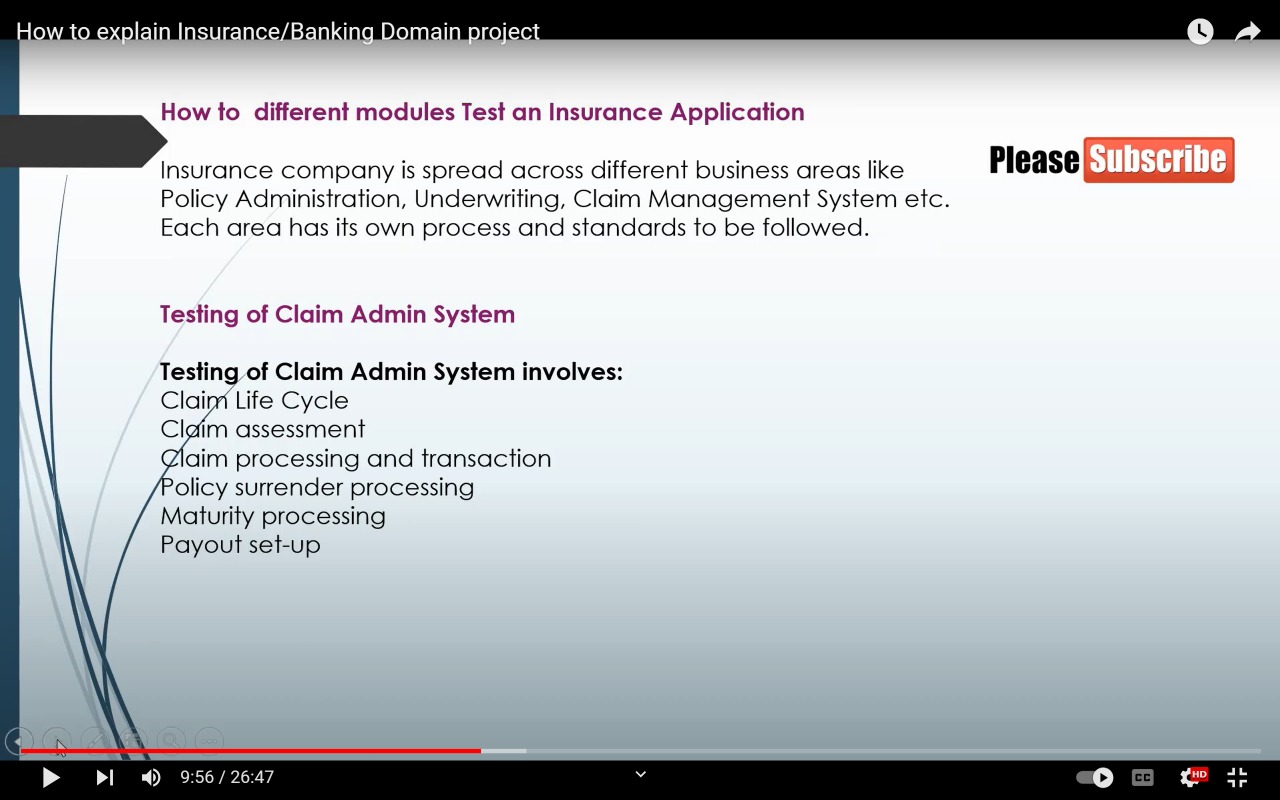 How to explain Insurance/Banking Domain project
How to  different modules Test an Insurance Application
Please Subscribe
Insurance company is spread across different business areas like
Policy Administration, Underwriting, Claim Management System etc.
Each area has its own process and standards to be followed.
Testing of Claim Admin System
Testing of Claim Admin System involves:
Claim Life Cycle
Claim assessment
Claim processing and transaction
Policy surrender processing
Maturity processing
Payout set-up
9:56 / 26:47
CC
HD